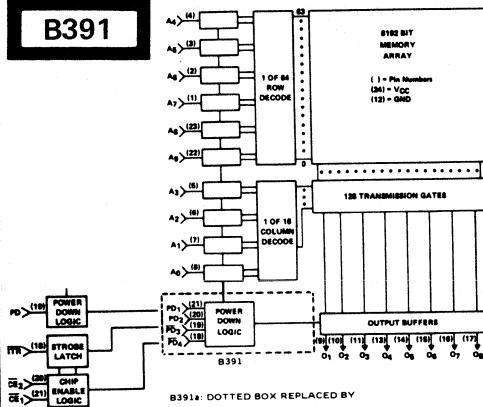 B391
A4 (4)
A5 (3)
A6 (2)
A7 (1)
A8 (23)
A9 (22)
A3 (5)
A2 (6)
A1 (7)
A0 (8)
63
1 OF 64
ROW
DECODE
0
8192 BIT
MEMORY
ARRAY
( ) = Pin Numbers
(24) = VCC
(12) = GND
1 OF 16
COLUMN
DECODE
128 TRANSMISSION GATES
PD (19)
POWER
DOWN
LOGIC
STR (18)
STROBE
LATCH
CE2 (20)
CE1 (21)
CHIP
ENABLE
LOGIC
PD1 (21)
PD2 (20)
PD3 (19)
PD4 (18)
POWER
DOWN
LOGIC
B391
OUTPUT BUFFERS
(9) (10) (11) (13) (14) (15) (16) (17)
O1 O2 O3 O4 O5 O6 O7 O8
B391a: DOTTED BOX REPLACED BY